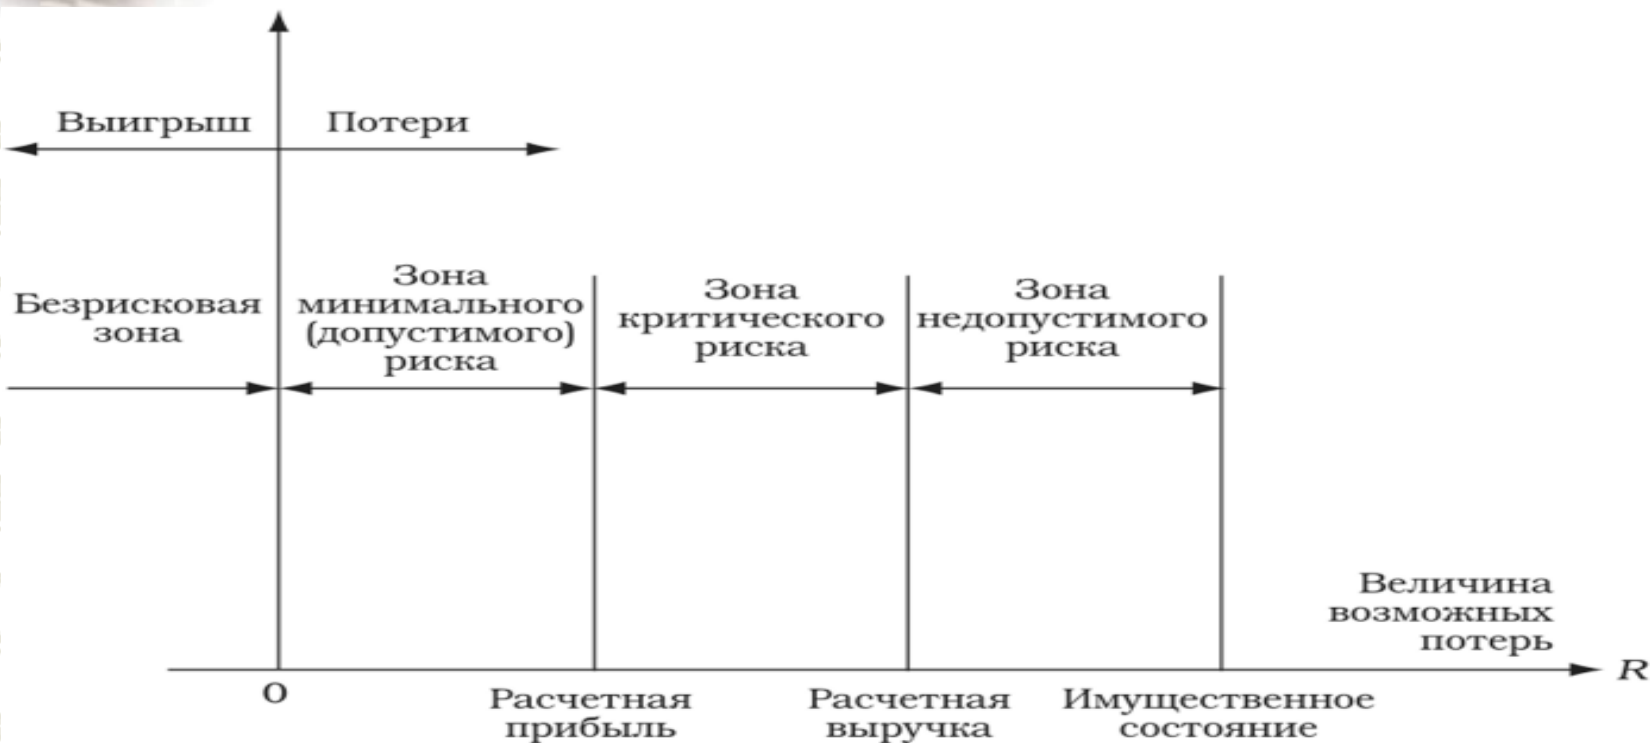 Выигрыш
Потери
Безрисковая
зона
Зона
минимального
(допустимого)
риска
Зона
критического
риска
Зона
недопустимого
риска
Величина
возможных
потерь
R
0
Расчетная
прибыль
Расчетная
выручка
Имущественное
состояние